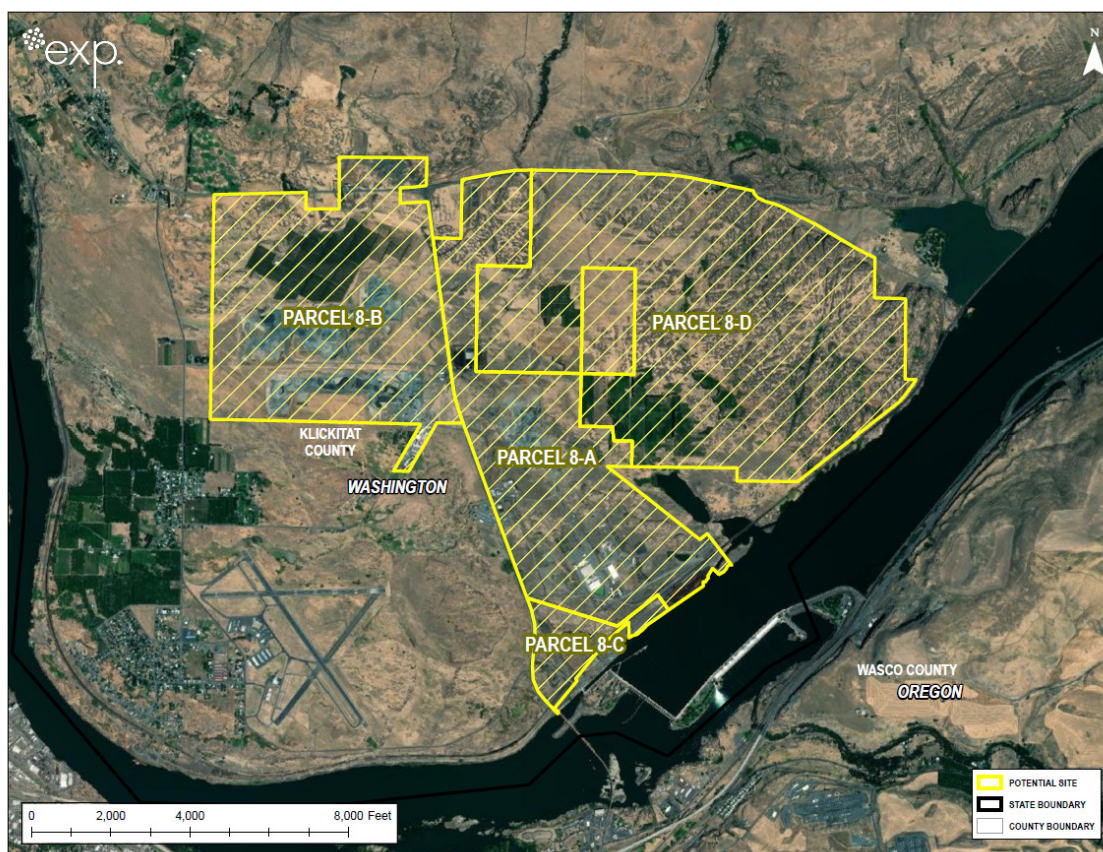 exp.
N
PARCEL 8-B
PARCEL 8-D
KLICKITAT
COUNTY
PARCEL 8-A
WASHINGTON
PARCEL 8-C
WASCO COUNTY
OREGON
POTENTIAL SITE
STATE BOUNDARY
COUNTY BOUNDARY
0 2,000 4,000 8,000 Feet